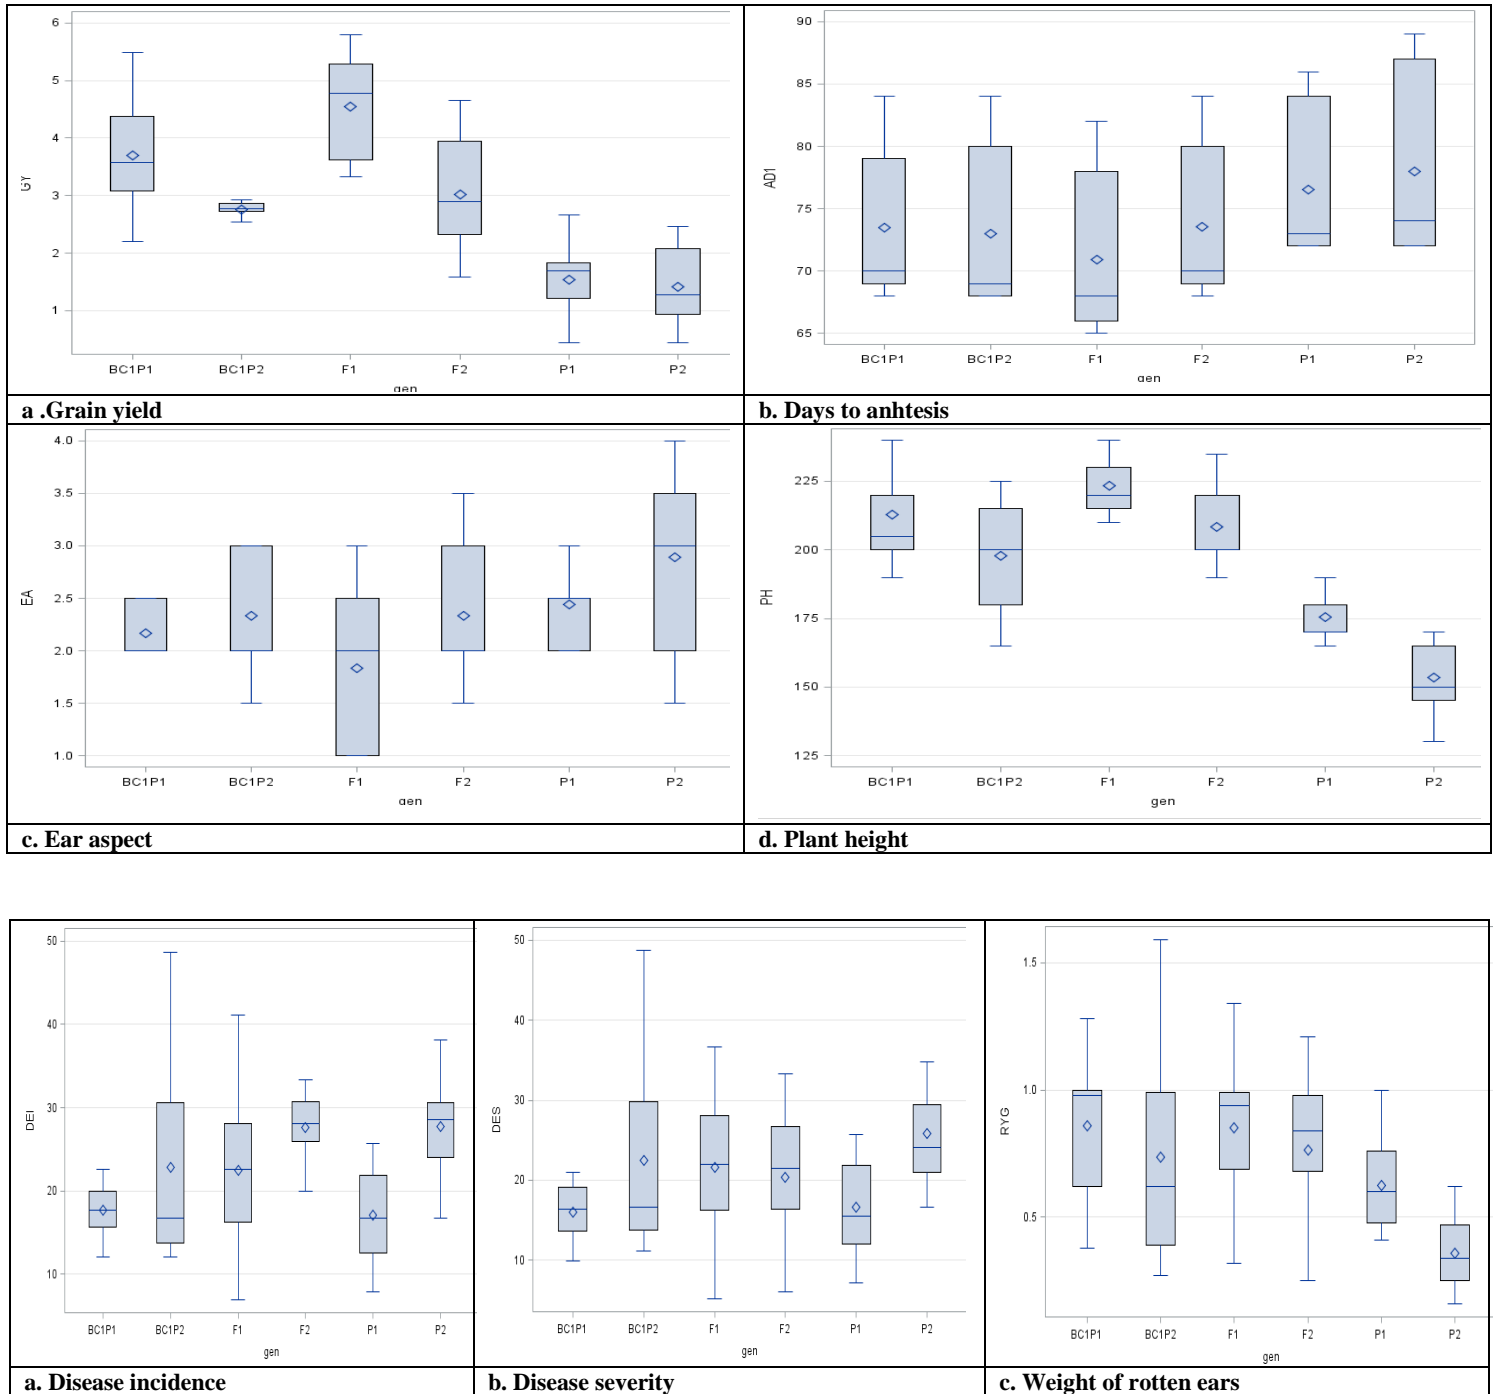 6
5
4
3
2
1
GY
BC1P1 BC1P2 F1 F2 P1 P2
gen
a .Grain yield
90
85
80
75
70
65
AD1
BC1P1 BC1P2 F1 F2 P1 P2
gen
b. Days to anhtesis
4.0
3.5
3.0
2.5
2.0
1.5
1.0
EA
BC1P1 BC1P2 F1 F2 P1 P2
gen
c. Ear aspect
225
200
175
150
125
PH
BC1P1 BC1P2 F1 F2 P1 P2
gen
d. Plant height
50
40
30
20
10
DEI
BC1P1 BC1P2 F1 F2 P1 P2
gen
a. Disease incidence
50
40
30
20
10
DES
BC1P1 BC1P2 F1 F2 P1 P2
gen
b. Disease severity
1.5
1.0
0.5
RYG
BC1P1 BC1P2 F1 F2 P1 P2
gen
c. Weight of rotten ears